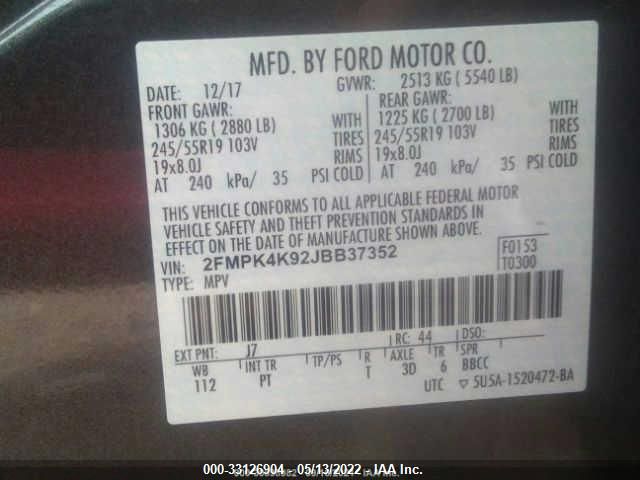 MFD. BY FORD MOTOR CO.
DATE: 12/17 GVWR: 2513 KG ( 5540 LB)
FRONT GAWR: REAR GAWR:
1306 KG ( 2880 LB) WITH 1225 KG ( 2700 LB) WITH
245/55R19 103V TIRES 245/55R19 103V TIRES
19x8.0J RIMS 19x8.0J RIMS
AT 240 kPa/ 35 PSI COLD AT 240 kPa/ 35 PSI COLD
THIS VEHICLE CONFORMS TO ALL APPLICABLE FEDERAL MOTOR
VEHICLE SAFETY AND THEFT PREVENTION STANDARDS IN
EFFECT ON THE DATE OF MANUFACTURE SHOWN ABOVE.
VIN: 2FMPK4K92JBB37352 F0153
TYPE: MPV T0300
EXT PNT: J7 RC: 44 DSO:
WB INT TR TP/PS R AXLE TR SPR
112 PT T 3D 6 BBCC
UTC ▽ 5U5A-1520472-BA
000-33126904 - 05/13/2022 - IAA Inc.